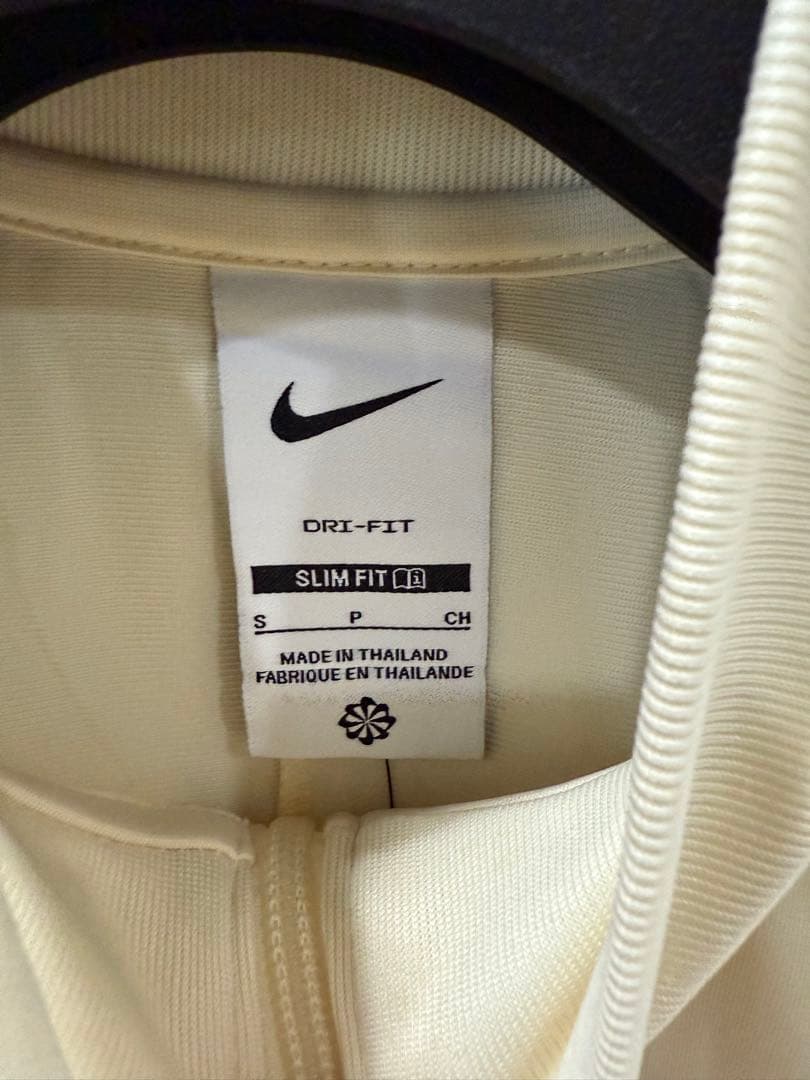 DRI-FIT
SLIM FIT
S P CH
MADE IN THAILAND
FABRIQUE EN THAILANDE